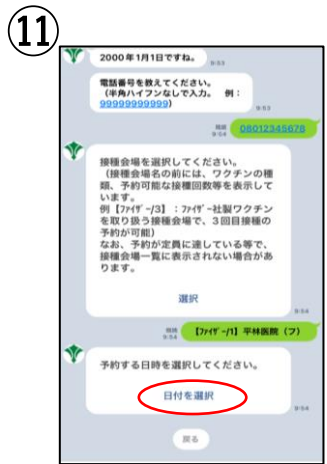 ⑪
2000年1月1日ですね。
9:53
電話番号を教えてください。
（半角ハイフンなしで入力。 例：
99999999999）
9:53
既読
9:54
08012345678
接種会場を選択してください。
（接種会場名の前には、ワクチンの種
類、予約可能な接種回数等を表示して
います。
例【ﾌｧｲｻﾞｰ/3】：ﾌｧｲｻﾞｰ社製ワクチン
を取り扱う接種会場で、３回目接種の
予約が可能）
なお、予約が定員に達している等で、
接種会場一覧に表示されない場合があ
ります。
選択
9:54
既読
9:54
【ﾌｧｲｻﾞｰ/1】平林医院（フ）
予約する日時を選択してください。
日付を選択
9:54
戻る